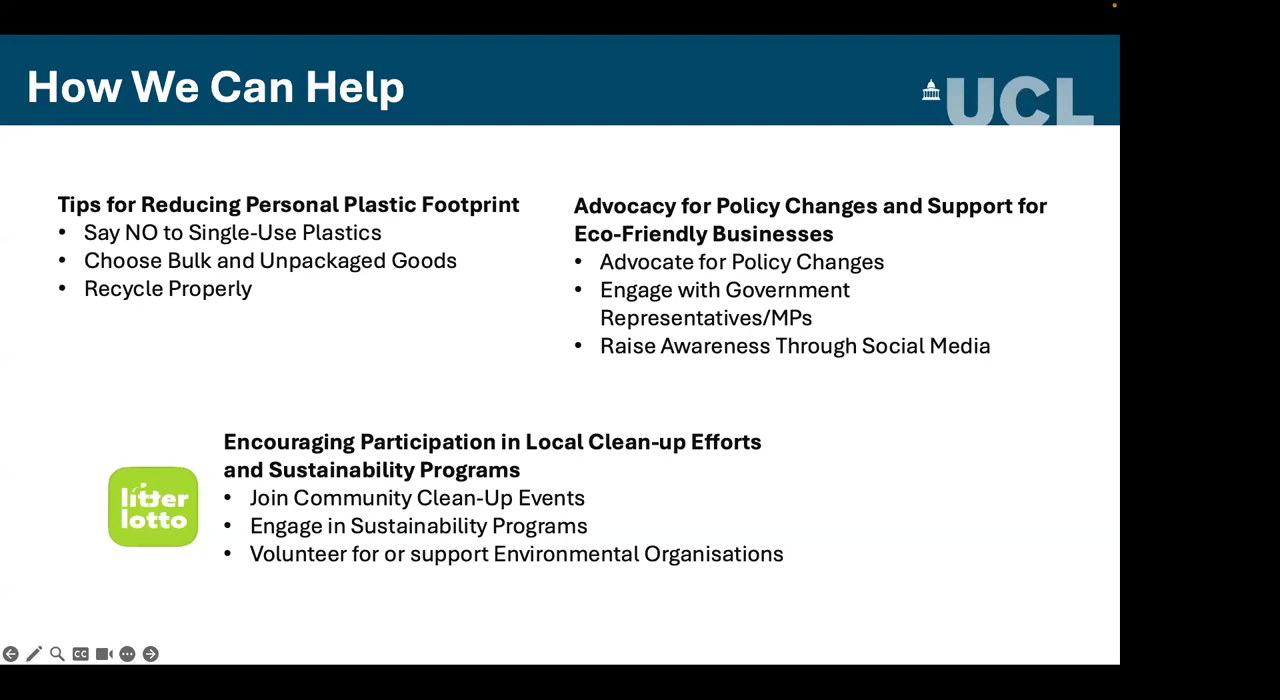 How We Can Help
UCL
Tips for Reducing Personal Plastic Footprint
• Say NO to Single-Use Plastics
• Choose Bulk and Unpackaged Goods
• Recycle Properly
Advocacy for Policy Changes and Support for
Eco-Friendly Businesses
• Advocate for Policy Changes
• Engage with Government
Representatives/MPs
• Raise Awareness Through Social Media
Encouraging Participation in Local Clean-up Efforts
and Sustainability Programs
• Join Community Clean-Up Events
• Engage in Sustainability Programs
• Volunteer for or support Environmental Organisations
litter
lotto
CC